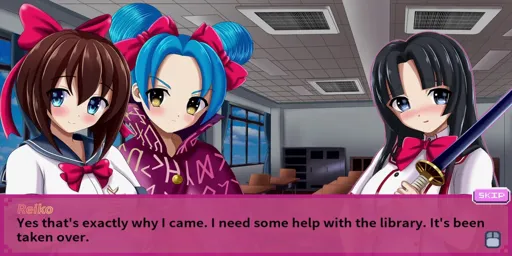 SKIP
Reiko
Yes that's exactly why I came. I need some help with the library. It's been
taken over.